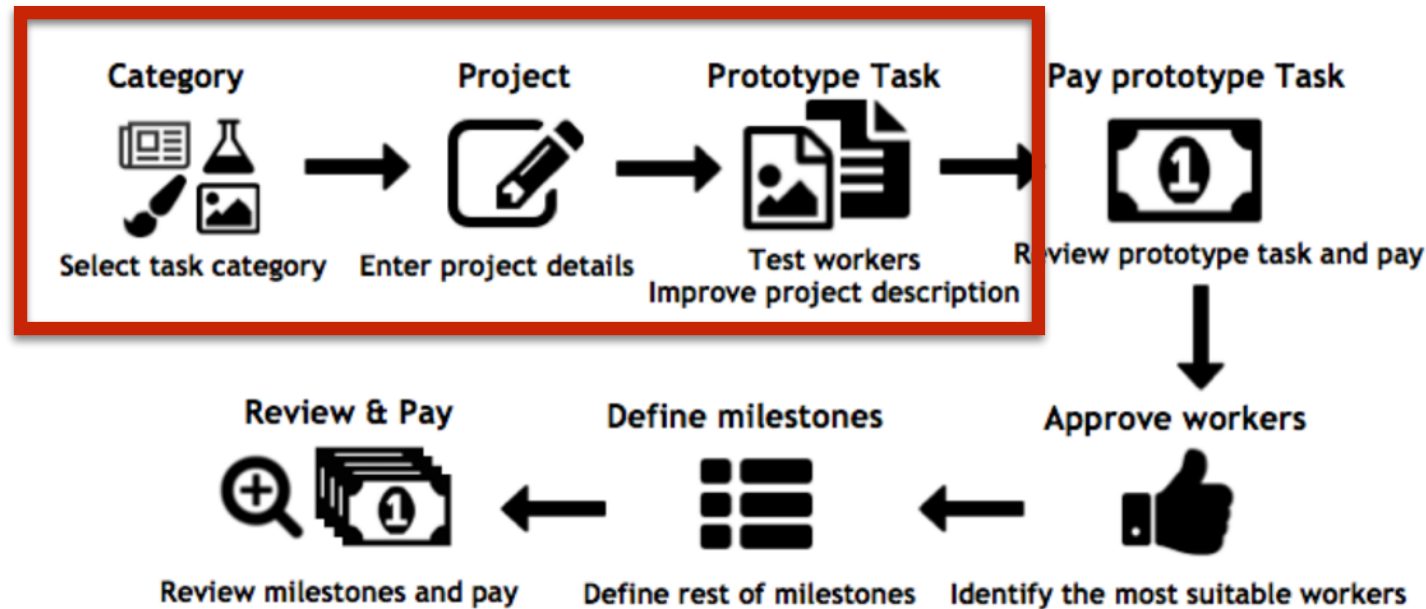 Category
Project
Prototype Task
Pay prototype Task
1
Select task category
Enter project details
Test workers
Improve project description
Review prototype task and pay
Review & Pay
Define milestones
Approve workers
1
Review milestones and pay
Define rest of milestones
Identify the most suitable workers